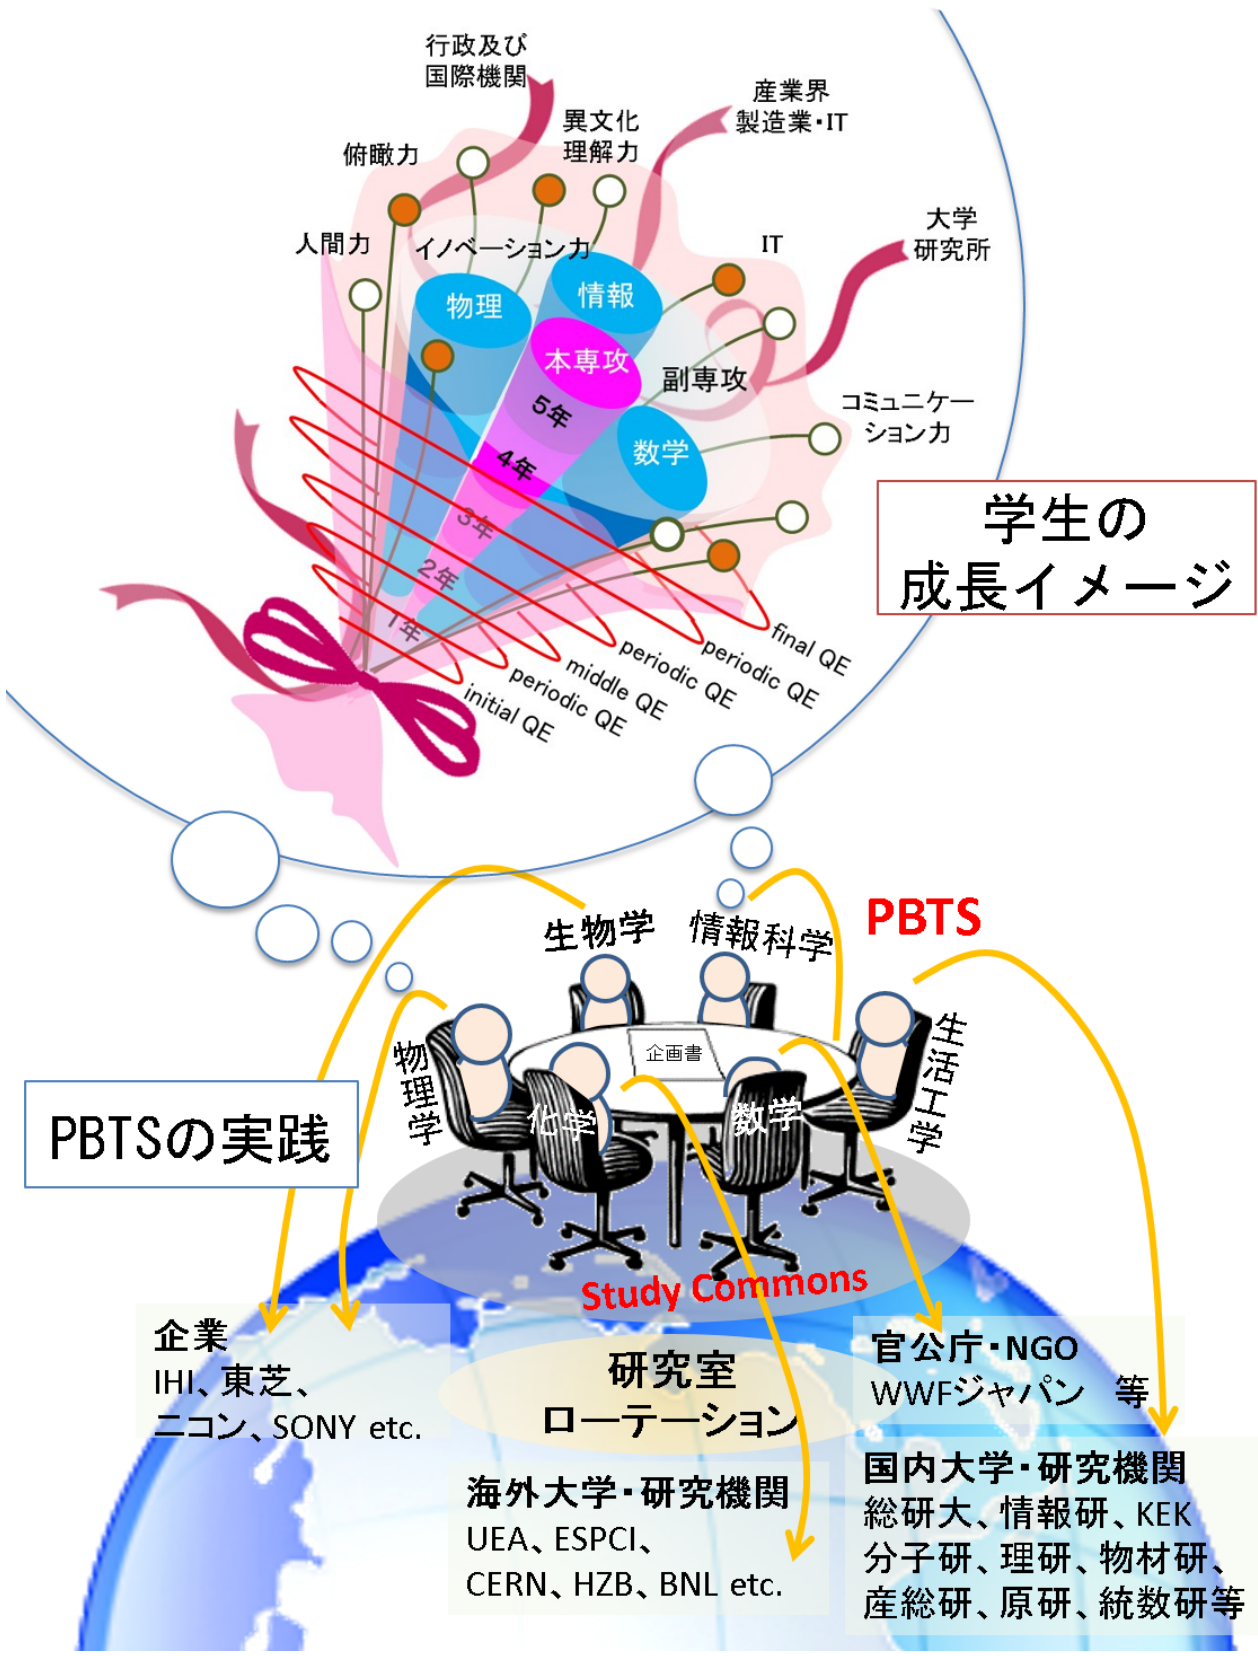 行政及び
国際機関
産業界
製造業・IT
異文化
理解力
俯瞰力
大学
研究所
人間力
イノベーション力
IT
物理
情報
本専攻
副専攻
5年
コミュニケー
ション力
数学
4年
3年
2年
1年
学生の
成長イメージ
final QE
periodic QE
periodic QE
middle QE
periodic QE
initial QE
PBTS
生物学
情報科学
物理学
企画書
生活工学
化学
数学
PBTSの実践
Study Commons
企業
IHI、東芝、
ニコン、SONY etc.
研究室
ローテーション
官公庁・NGO
WWFジャパン 等
海外大学・研究機関
UEA、ESPCI、
CERN、HZB、BNL etc.
国内大学・研究機関
総研大、情報研、KEK
分子研、理研、物材研、
産総研、原研、統数研等